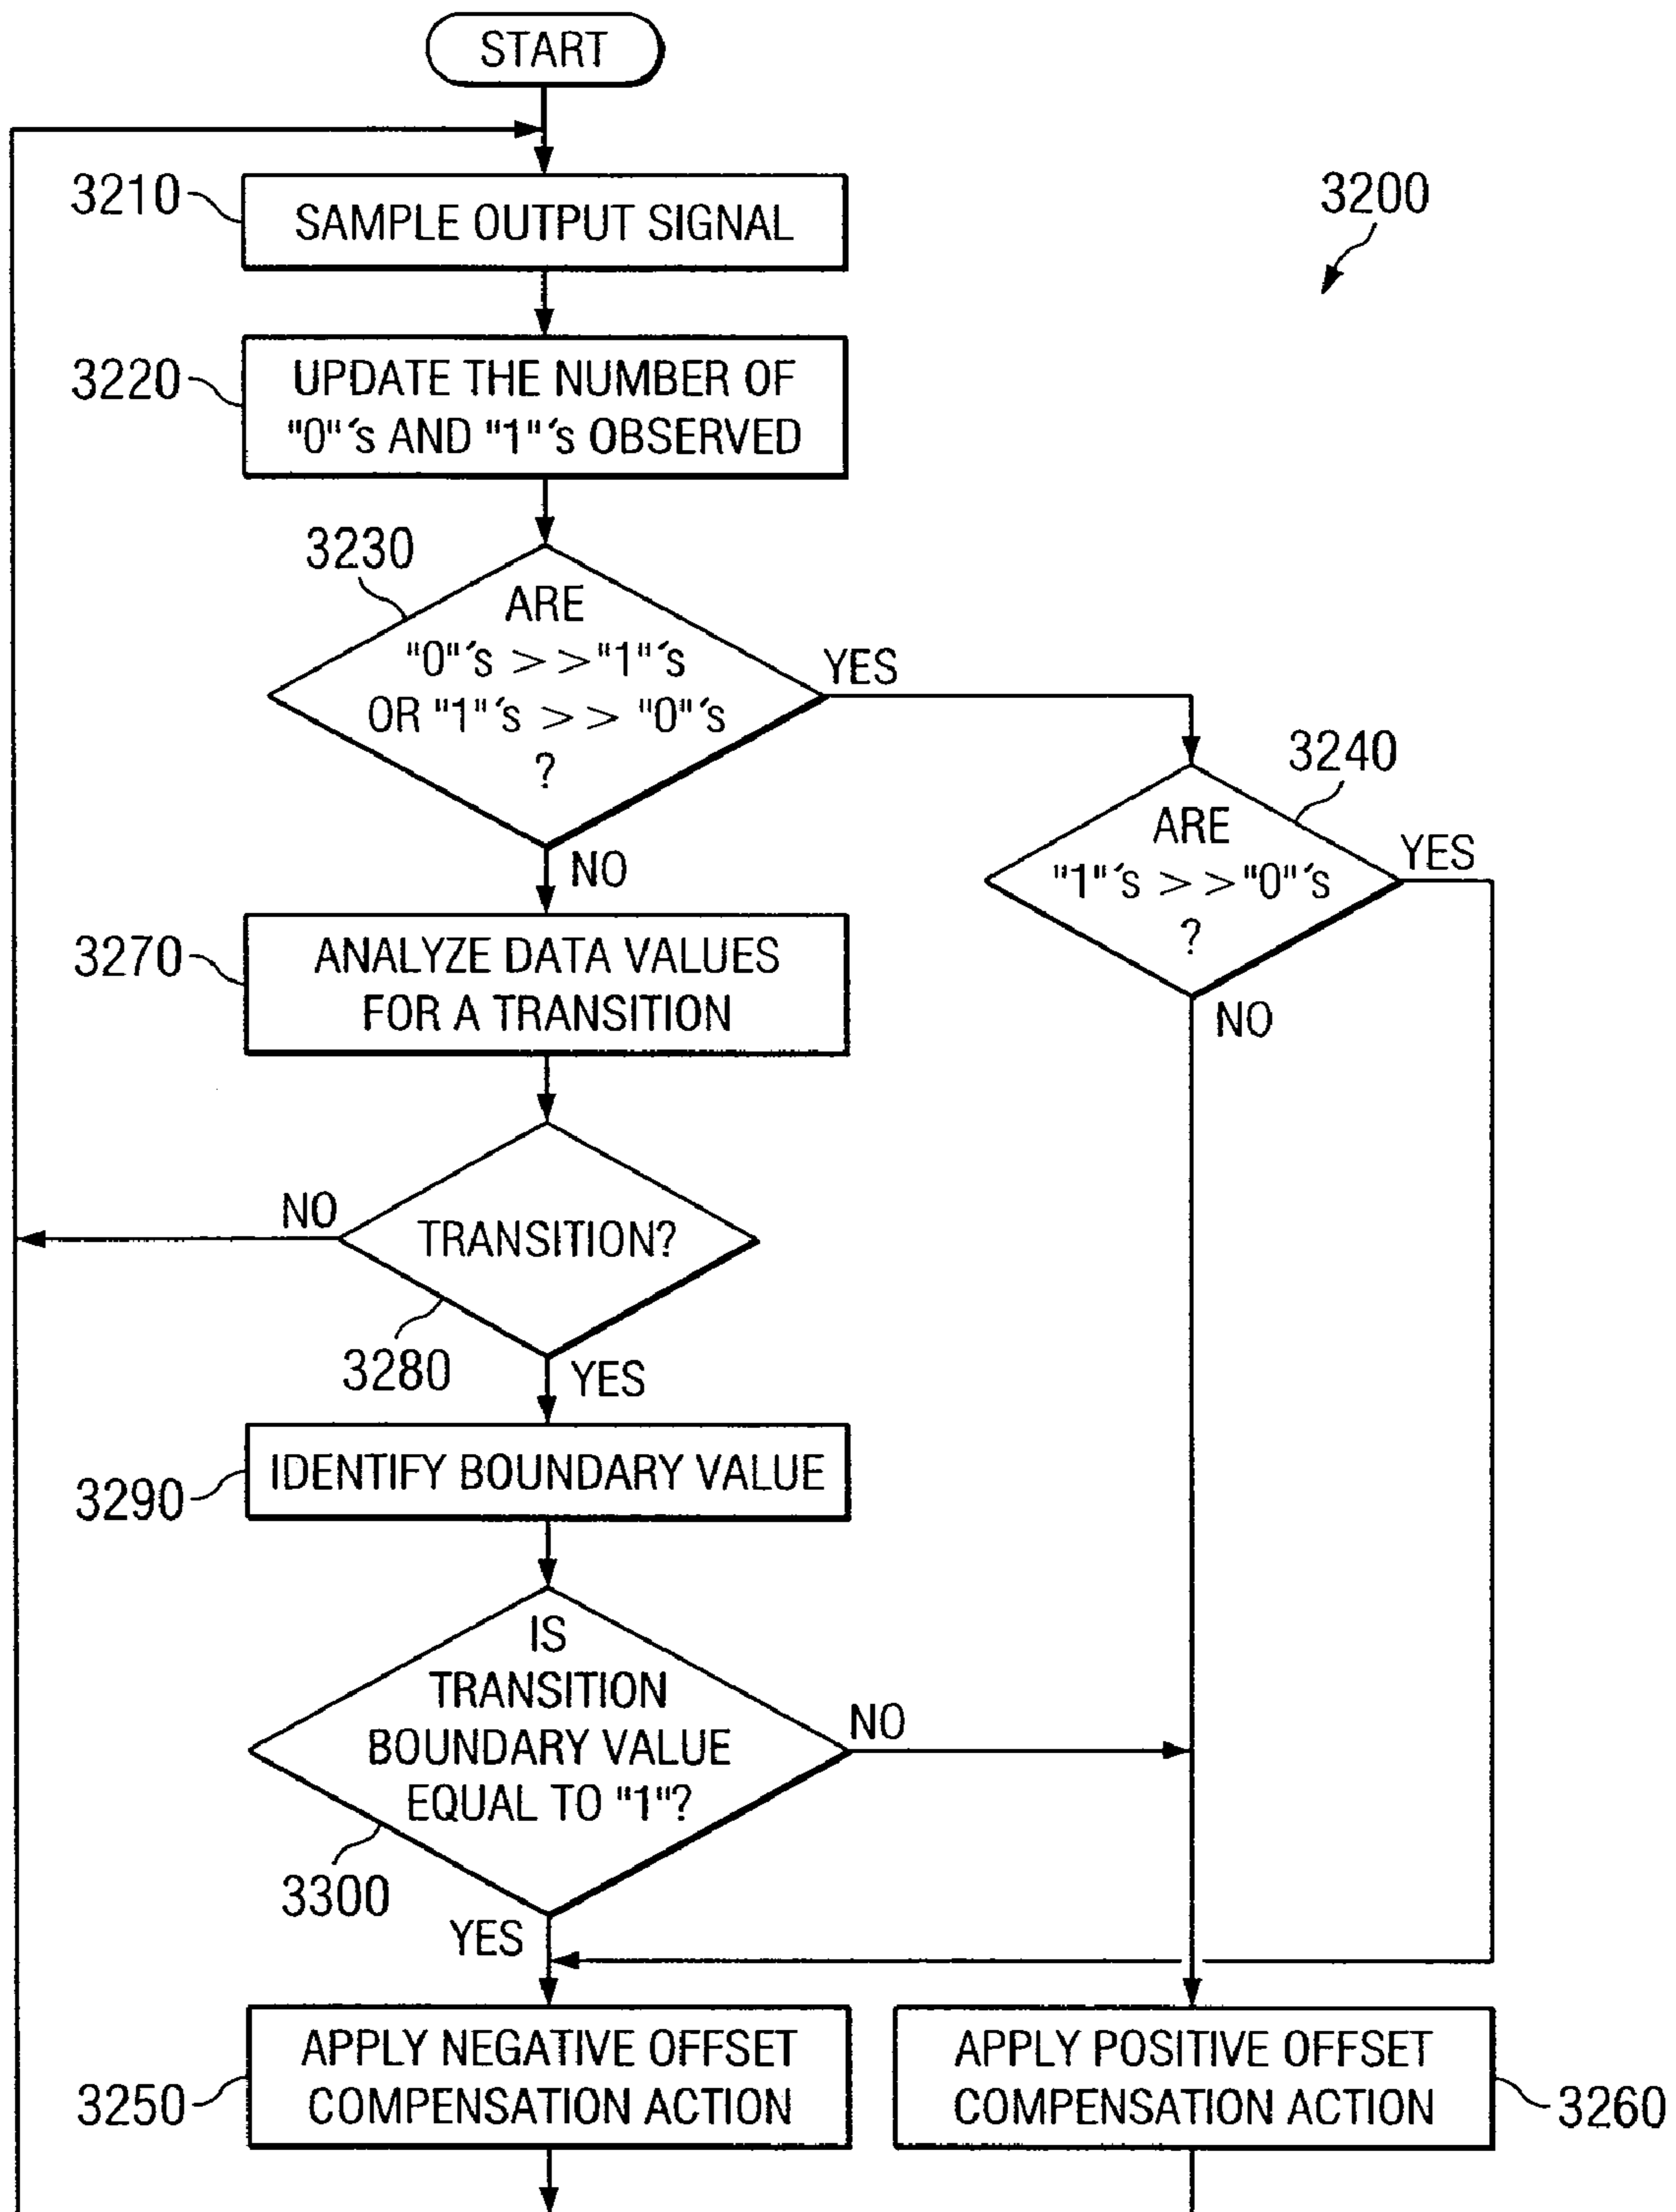 START
3210
SAMPLE OUTPUT SIGNAL
3200
3220
UPDATE THE NUMBER OF
"0"'s AND "1"'s OBSERVED
3230
ARE
"0"'s >> "1"'s
OR "1"'s >> "0"'s
?
YES
NO
3240
ARE
"1"'s >> "0"'s
?
YES
NO
3270
ANALYZE DATA VALUES
FOR A TRANSITION
NO
TRANSITION?
3280
YES
3290
IDENTIFY BOUNDARY VALUE
IS
TRANSITION
BOUNDARY VALUE
EQUAL TO "1"?
NO
3300
YES
APPLY NEGATIVE OFFSET
COMPENSATION ACTION
3250
APPLY POSITIVE OFFSET
COMPENSATION ACTION
3260